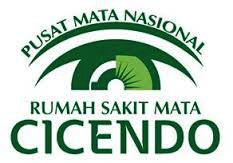 PUSAT MATA NASIONAL
RUMAH SAKIT MATA
CICENDO